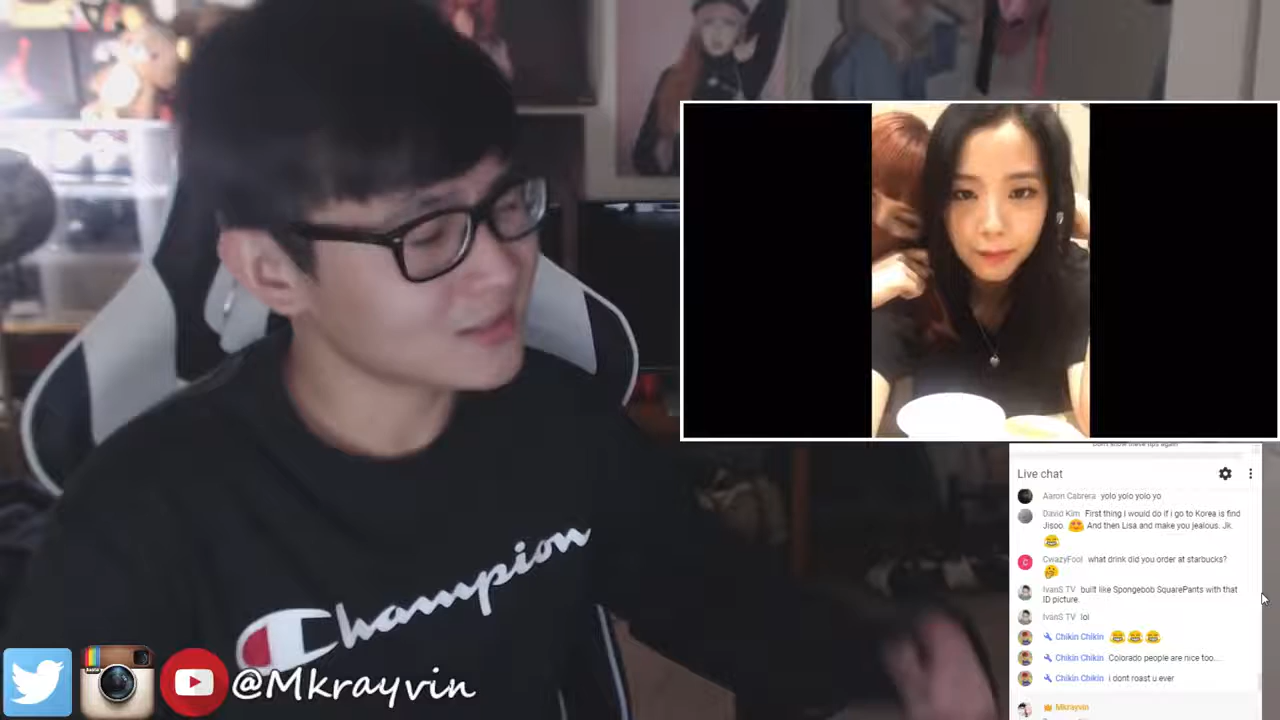 Live chat
Aaron Cabrera yolo yolo yolo yo
David Kim First thing I would do if i go to Korea is find
Jisoo. 😍 And then Lisa and make you jealous. Jk.
😂
C
CwazyFool what drink did you order at starbucks?
🤔
IvanS TV built like Spongebob SquarePants with that
ID picture.
IvanS TV lol
Chikin Chikin 😂 😂 😂
Chikin Chikin Colorado people are nice too....
Chikin Chikin i dont roast u ever
Mkrayvin
Champion
@Mkrayvin